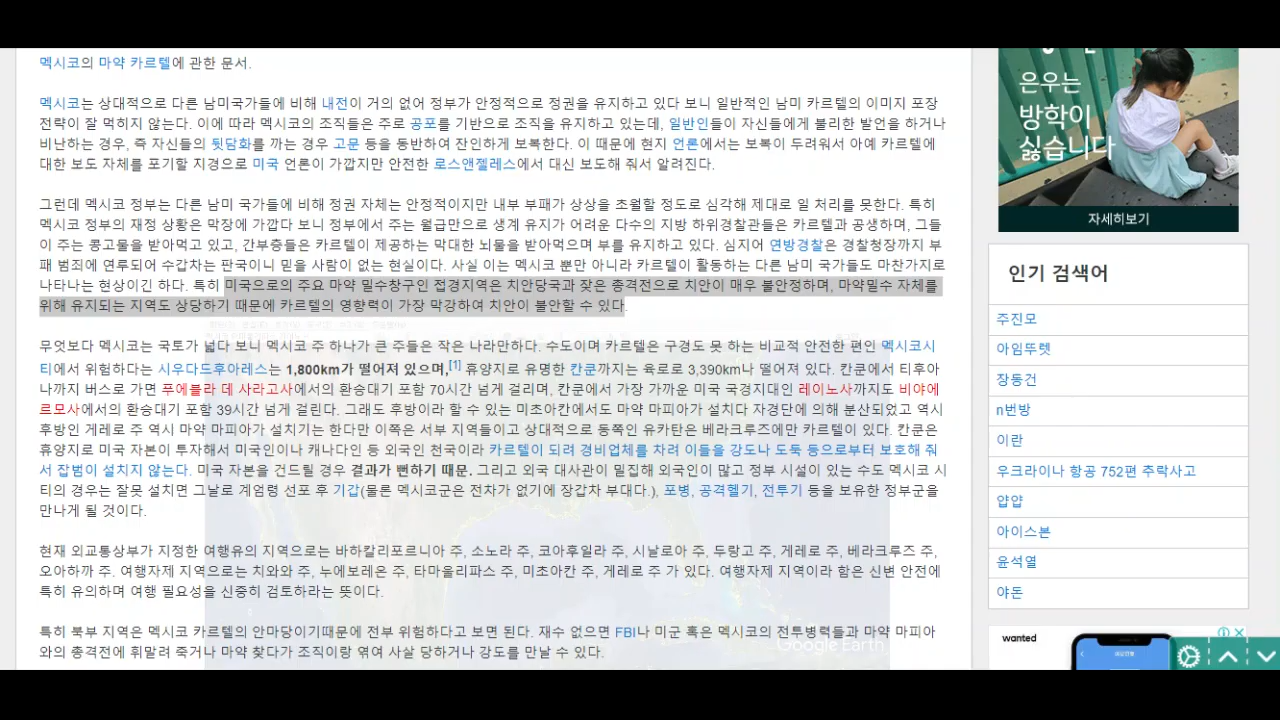 멕시코의 마약 카르텔에 관한 문서.
멕시코는 상대적으로 다른 남미국가들에 비해 내전이 거의 없어 정부가 안정적으로 정권을 유지하고 있다 보니 일반적인 남미 카르텔의 이미지 포장
전략이 잘 먹히지 않는다. 이에 따라 멕시코의 조직들은 주로 공포를 기반으로 조직을 유지하고 있는데, 일반인들이 자신들에게 불리한 발언을 하거나
비난하는 경우, 즉 자신들의 뒷담화를 까는 경우 고문 등을 동반하여 잔인하게 보복한다. 이 때문에 현지 언론에서는 보복이 두려워서 아예 카르텔에
대한 보도 자체를 포기할 지경으로 미국 언론이 가깝지만 안전한 로스앤젤레스에서 대신 보도해 줘서 알려진다.
그런데 멕시코 정부는 다른 남미 국가들에 비해 정권 자체는 안정적이지만 내부 부패가 상상을 초월할 정도로 심각해 제대로 일 처리를 못한다. 특히
멕시코 정부의 재정 상황은 막장에 가깝다 보니 정부에서 주는 월급만으로 생계 유지가 어려운 다수의 지방 하위경찰관들은 카르텔과 공생하며, 그들
이 주는 콩고물을 받아먹고 있고, 간부층들은 카르텔이 제공하는 막대한 뇌물을 받아먹으며 부를 유지하고 있다. 심지어 연방경찰은 경찰청장까지 부
패 범죄에 연루되어 수갑차는 판국이니 믿을 사람이 없는 현실이다. 사실 이는 멕시코 뿐만 아니라 카르텔이 활동하는 다른 남미 국가들도 마찬가지로
나타나는 현상이긴 하다. 특히 미국으로의 주요 마약 밀수창구인 접경지역은 치안당국과 잦은 총격전으로 치안이 매우 불안정하며, 마약밀수 자체를
위해 유지되는 지역도 상당하기 때문에 카르텔의 영향력이 가장 막강하여 치안이 불안할 수 있다.
무엇보다 멕시코는 국토가 넓다 보니 멕시코 주 하나가 큰 주들은 작은 나라만하다. 수도이며 카르텔은 구경도 못 하는 비교적 안전한 편인 멕시코시
티에서 위험하다는 시우다드후아레스는 1,800km가 떨어져 있으며,[1] 휴양지로 유명한 칸쿤까지는 육로로 3,390km나 떨어져 있다. 칸쿤에서 티후아
나까지 버스로 가면 푸에블라 데 사라고사에서의 환승대기 포함 70시간 넘게 걸리며, 칸쿤에서 가장 가까운 미국 국경지대인 레이노사까지도 비야에
르모사에서의 환승대기 포함 39시간 넘게 걸린다. 그래도 후방이라 할 수 있는 미초아칸에서도 마약 마피아가 설치다 자경단에 의해 분산되었고 역시
후방인 게레로 주 역시 마약 마피아가 설치기는 한다만 이쪽은 서부 지역들이고 상대적으로 동쪽인 유카탄은 베라크루즈에만 카르텔이 있다. 칸쿤은
휴양지로 미국 자본이 투자해서 미국인이나 캐나다인 등 외국인 천국이라 카르텔이 되려 경비업체를 차려 이들을 강도나 도둑 등으로부터 보호해 줘
서 잡범이 설치지 않는다. 미국 자본을 건드릴 경우 결과가 뻔하기 때문. 그리고 외국 대사관이 밀집해 외국인이 많고 정부 시설이 있는 수도 멕시코 시
티의 경우는 잘못 설치면 그날로 계엄령 선포 후 기갑(물론 멕시코군은 전차가 없기에 장갑차 부대다.), 포병, 공격헬기, 전투기 등을 보유한 정부군을
만나게 될 것이다.
현재 외교통상부가 지정한 여행유의 지역으로는 바하칼리포르니아 주, 소노라 주, 코아후일라 주, 시날로아 주, 두랑고 주, 게레로 주, 베라크루즈 주,
오아하까 주. 여행자제 지역으로는 치와와 주, 누에보레온 주, 타마울리파스 주, 미초아칸 주, 게레로 주 가 있다. 여행자제 지역이라 함은 신변 안전에
특히 유의하며 여행 필요성을 신중히 검토하라는 뜻이다.
특히 북부 지역은 멕시코 카르텔의 안마당이기때문에 전부 위험하다고 보면 된다. 재수 없으면 FBI나 미군 혹은 멕시코의 전투병력들과 마약 마피아
와의 총격전에 휘말려 죽거나 마약 찾다가 조직이랑 엮여 사살 당하거나 강도를 만날 수 있다.
Google Earth
은우는
방학이
싫습니다
자세히보기
인기 검색어
주진모
아임뚜렛
장동건
n번방
이란
우크라이나 항공 752편 추락사고
얍얍
아이스본
윤석열
야돈
wanted